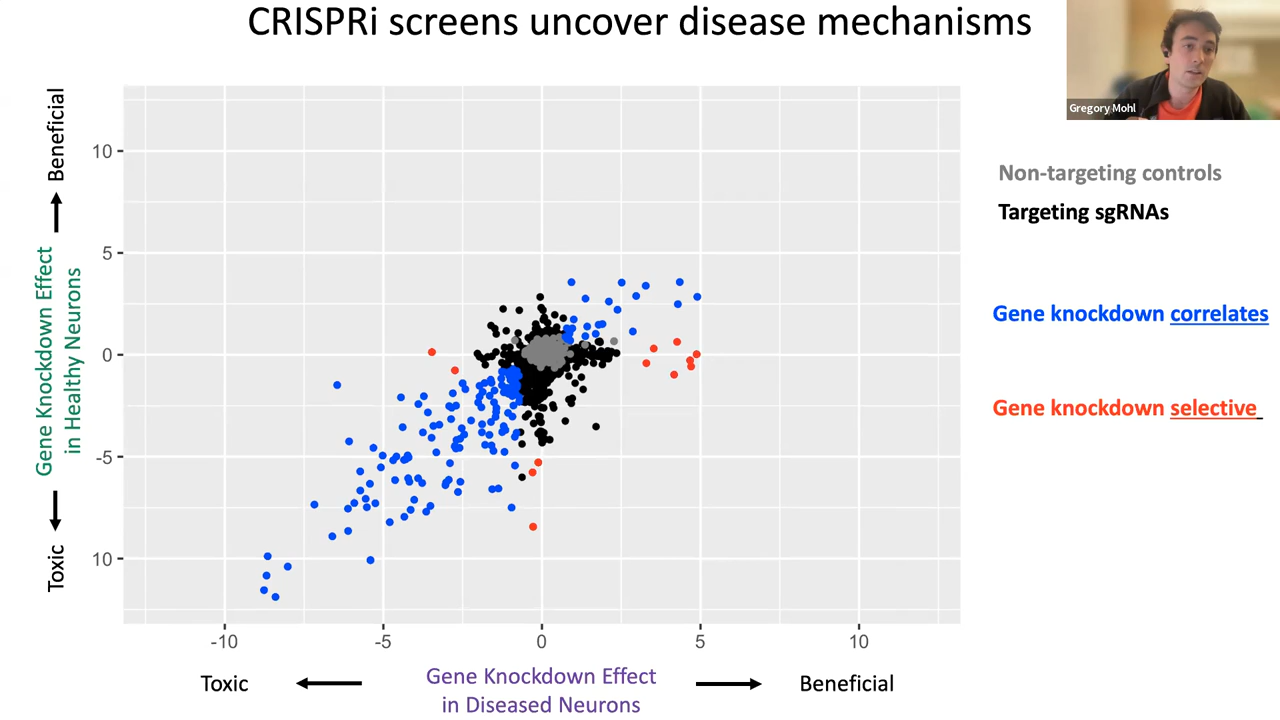 CRISPRi screens uncover disease mechanisms
Gregory Mohl
Beneficial
Gene Knockdown Effect
in Healthy Neurons
Toxic
10
5
0
-5
10
-10
-5
0
5
10
Toxic
Gene Knockdown Effect
in Diseased Neurons
Beneficial
Non-targeting controls
Targeting sgRNAs
Gene knockdown correlates
Gene knockdown selective